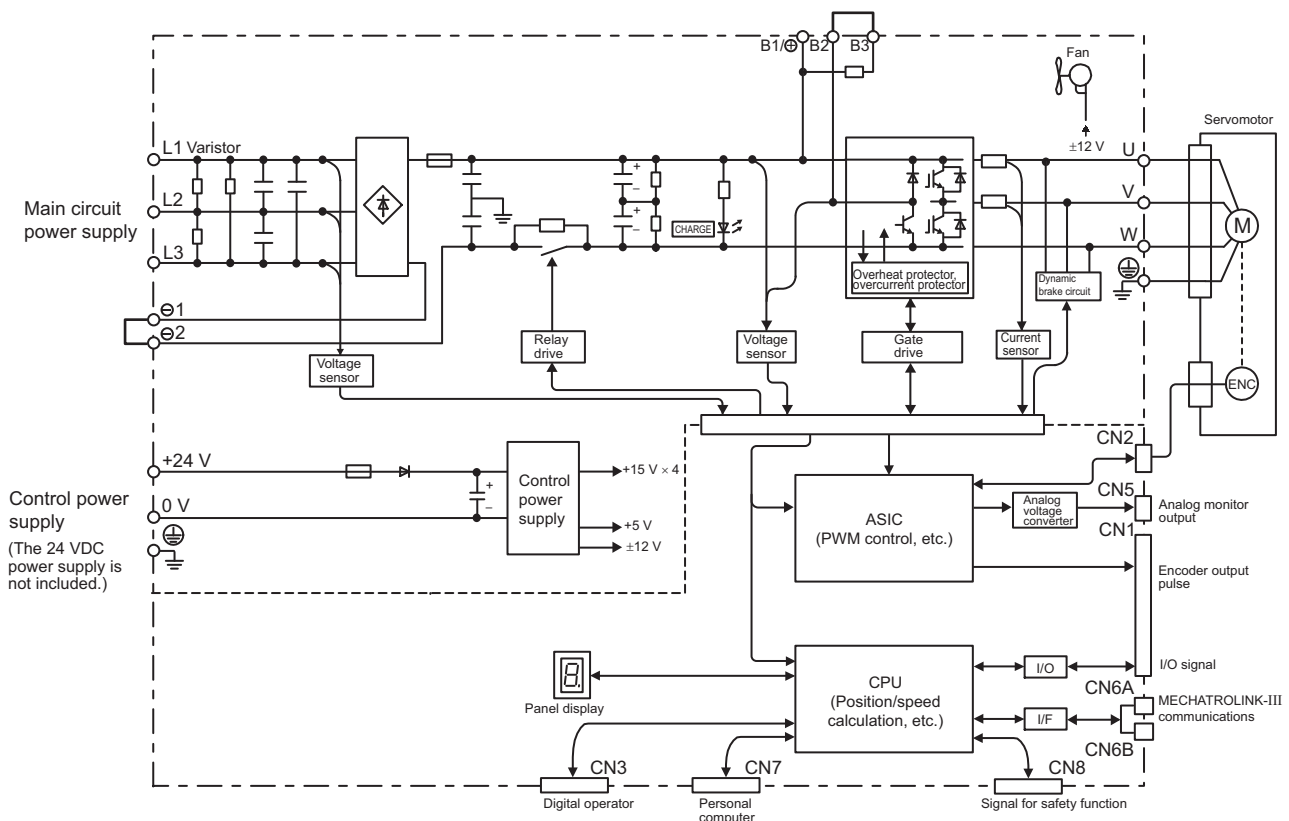 B1/⊕
B2
B3
Fan
±12 V
Servomotor
L1
Varistor
U
L2
V
Main circuit
power supply
CHARGE
+
–
+
–
M
L3
W
Overheat protector,
overcurrent protector
Dynamic
brake circuit
⊖1
⊖2
Voltage
sensor
Relay
drive
Voltage
sensor
Gate
drive
Current
sensor
ENC
CN2
+24 V
+15 V × 4
Control
power
supply
+
–
CN5
Control power
supply
0 V
+5 V
±12 V
ASIC
(PWM control, etc.)
Analog
voltage
converter
Analog monitor
output
CN1
(The 24 VDC
power supply is
not included.)
Encoder output
pulse
8.
Panel display
CPU
(Position/speed
calculation, etc.)
I/O
I/O signal
CN6A
I/F
MECHATROLINK-III
communications
CN6B
CN3
CN7
CN8
Digital operator
Personal
computer
Signal for safety function